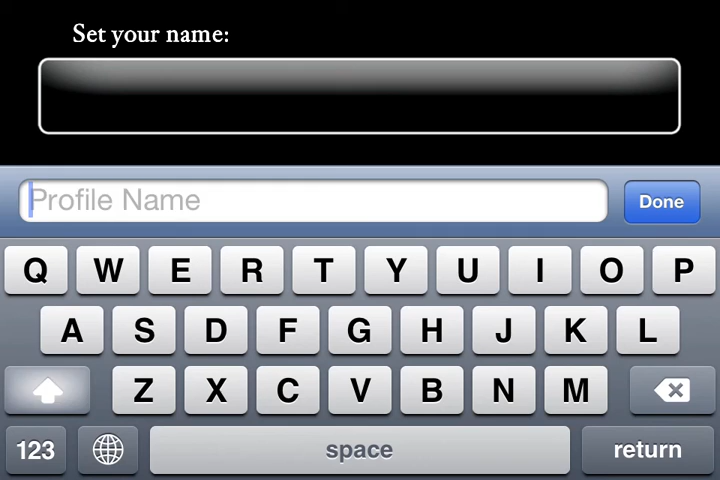 Set your name:
Profile Name
Done
Q W E R T Y U I O P
A S D F G H J K L
Z X C V B N M
123 space return